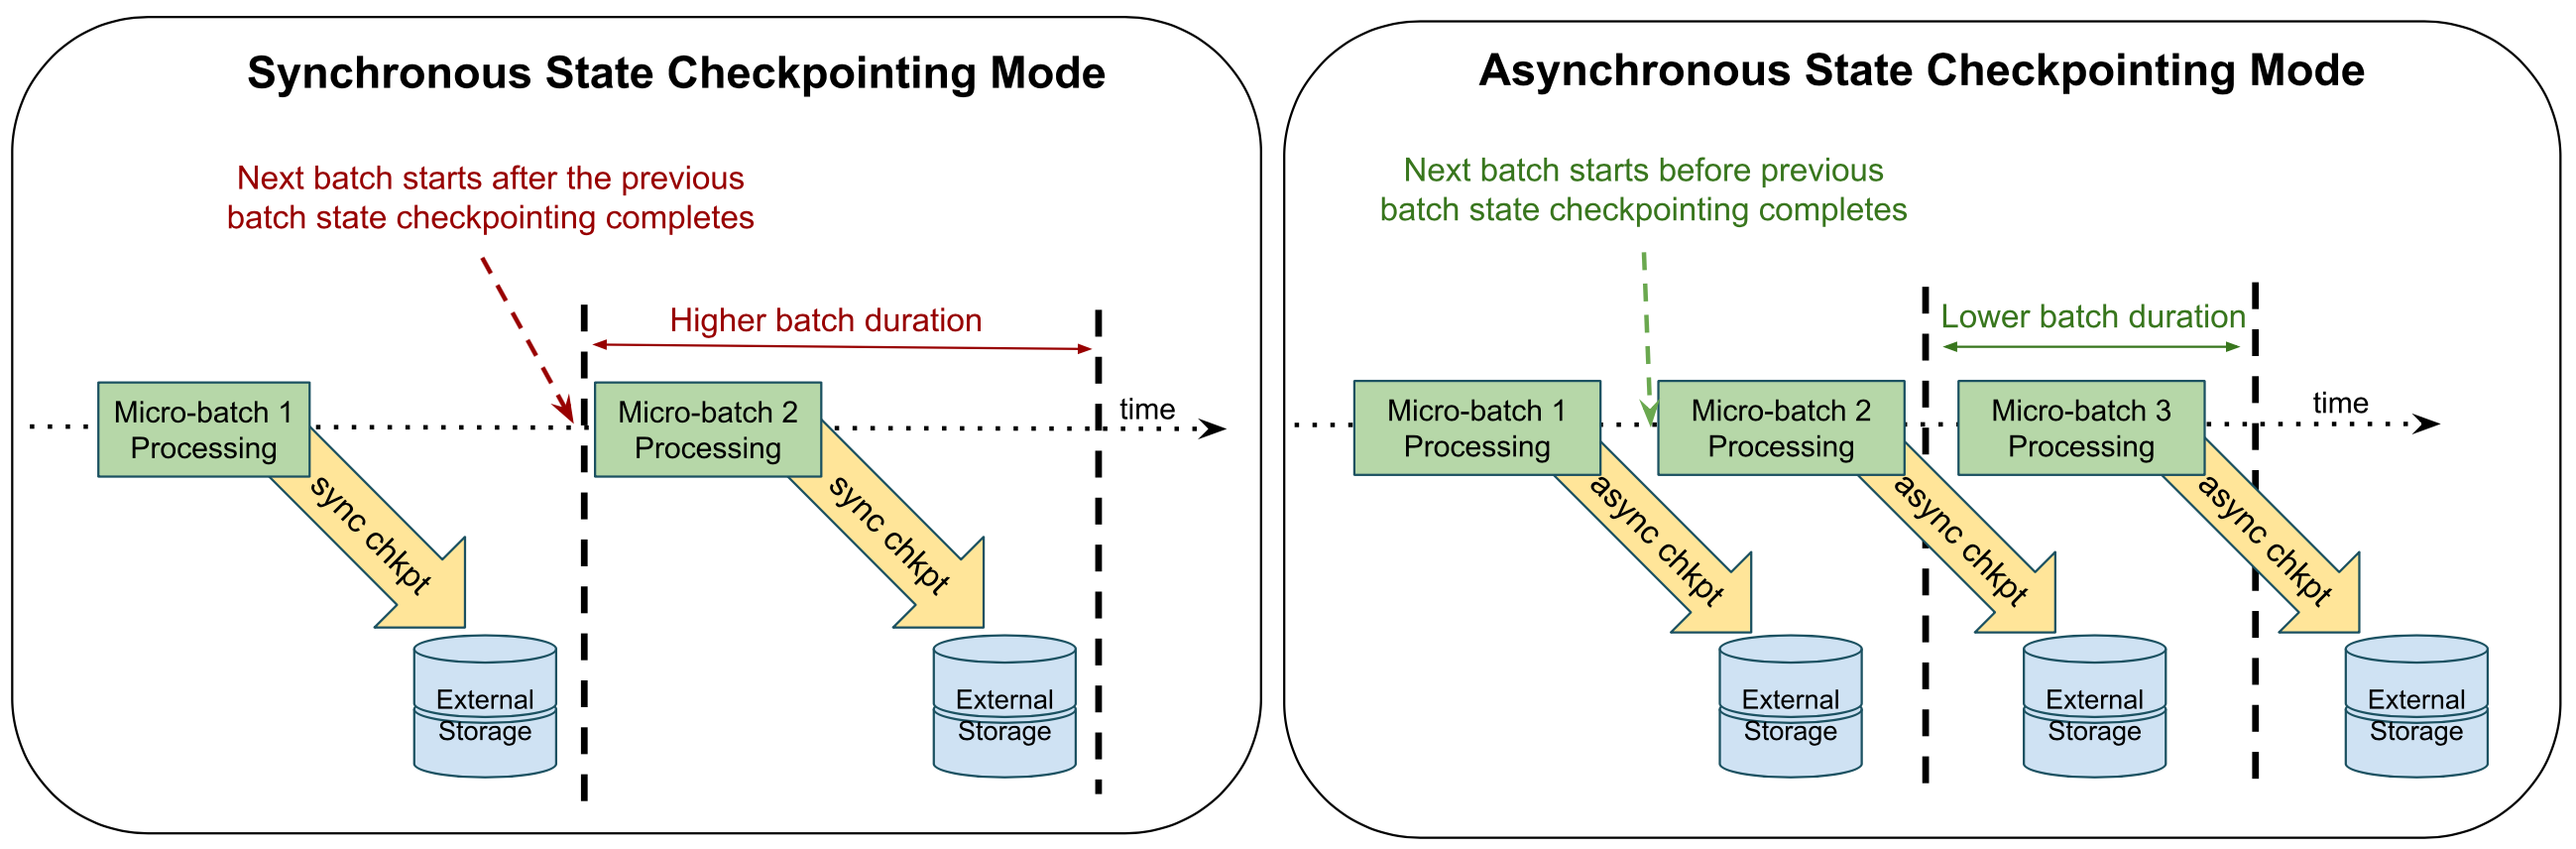 Synchronous State Checkpointing Mode
Next batch starts after the previous
batch state checkpointing completes
Higher batch duration
Micro-batch 1
Processing
Micro-batch 2
Processing
time
sync chkpt
sync chkpt
External
Storage
External
Storage
Asynchronous State Checkpointing Mode
Next batch starts before previous
batch state checkpointing completes
Lower batch duration
Micro-batch 1
Processing
Micro-batch 2
Processing
Micro-batch 3
Processing
time
async chkpt
async chkpt
async chkpt
External
Storage
External
Storage
External
Storage